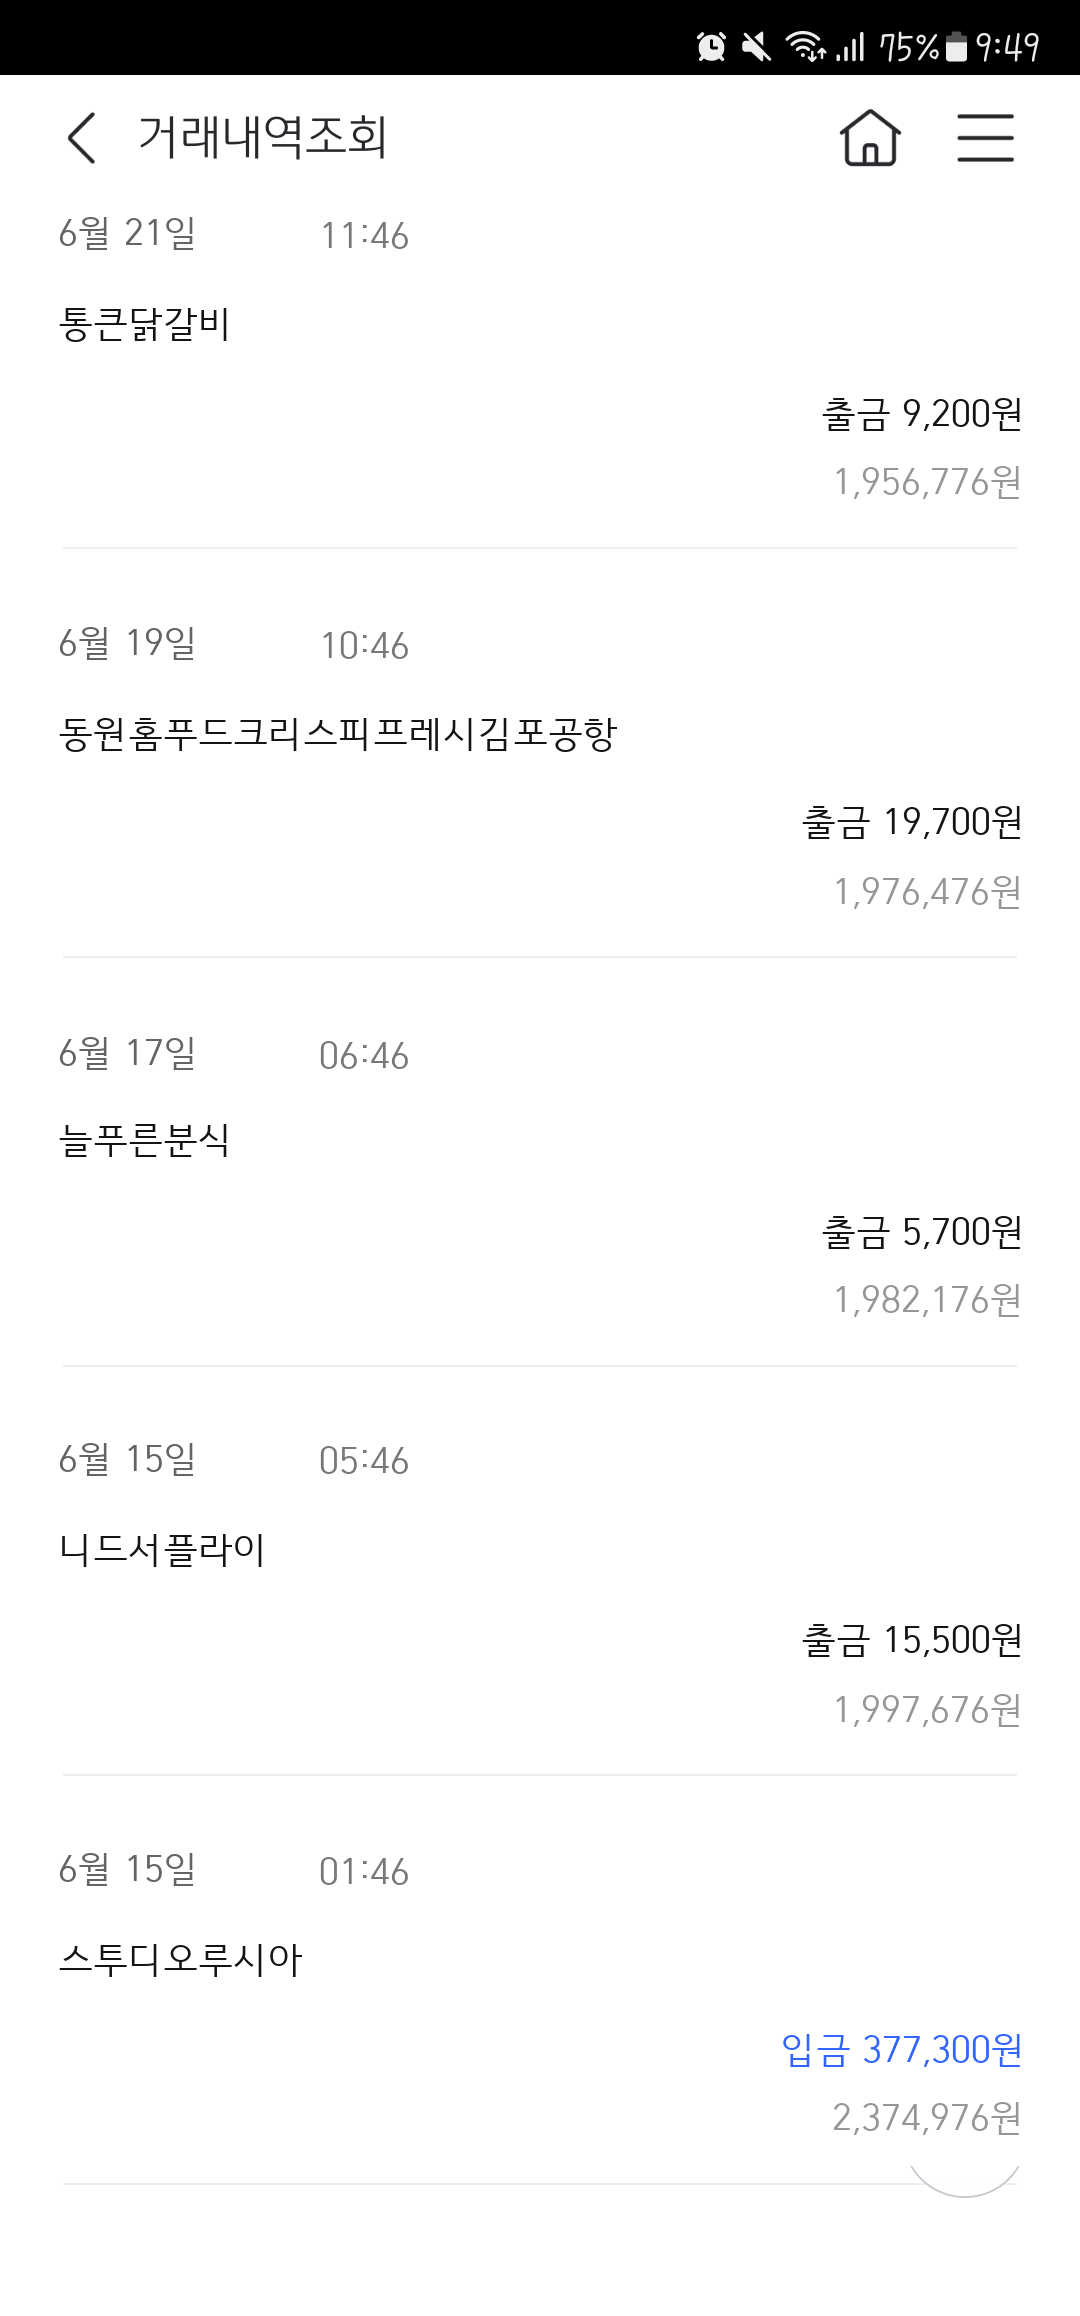 75% 9:49
거래내역조회
6월 21일 11:46
통큰닭갈비
출금 9,200원
1,956,776원
6월 19일 10:46
동원홈푸드크리스피프레시김포공항
출금 19,700원
1,976,476원
6월 17일 06:46
늘푸른분식
출금 5,700원
1,982,176원
6월 15일 05:46
니드서플라이
출금 15,500원
1,997,676원
6월 15일 01:46
스투디오루시아
입금 377,300원
2,374,976원